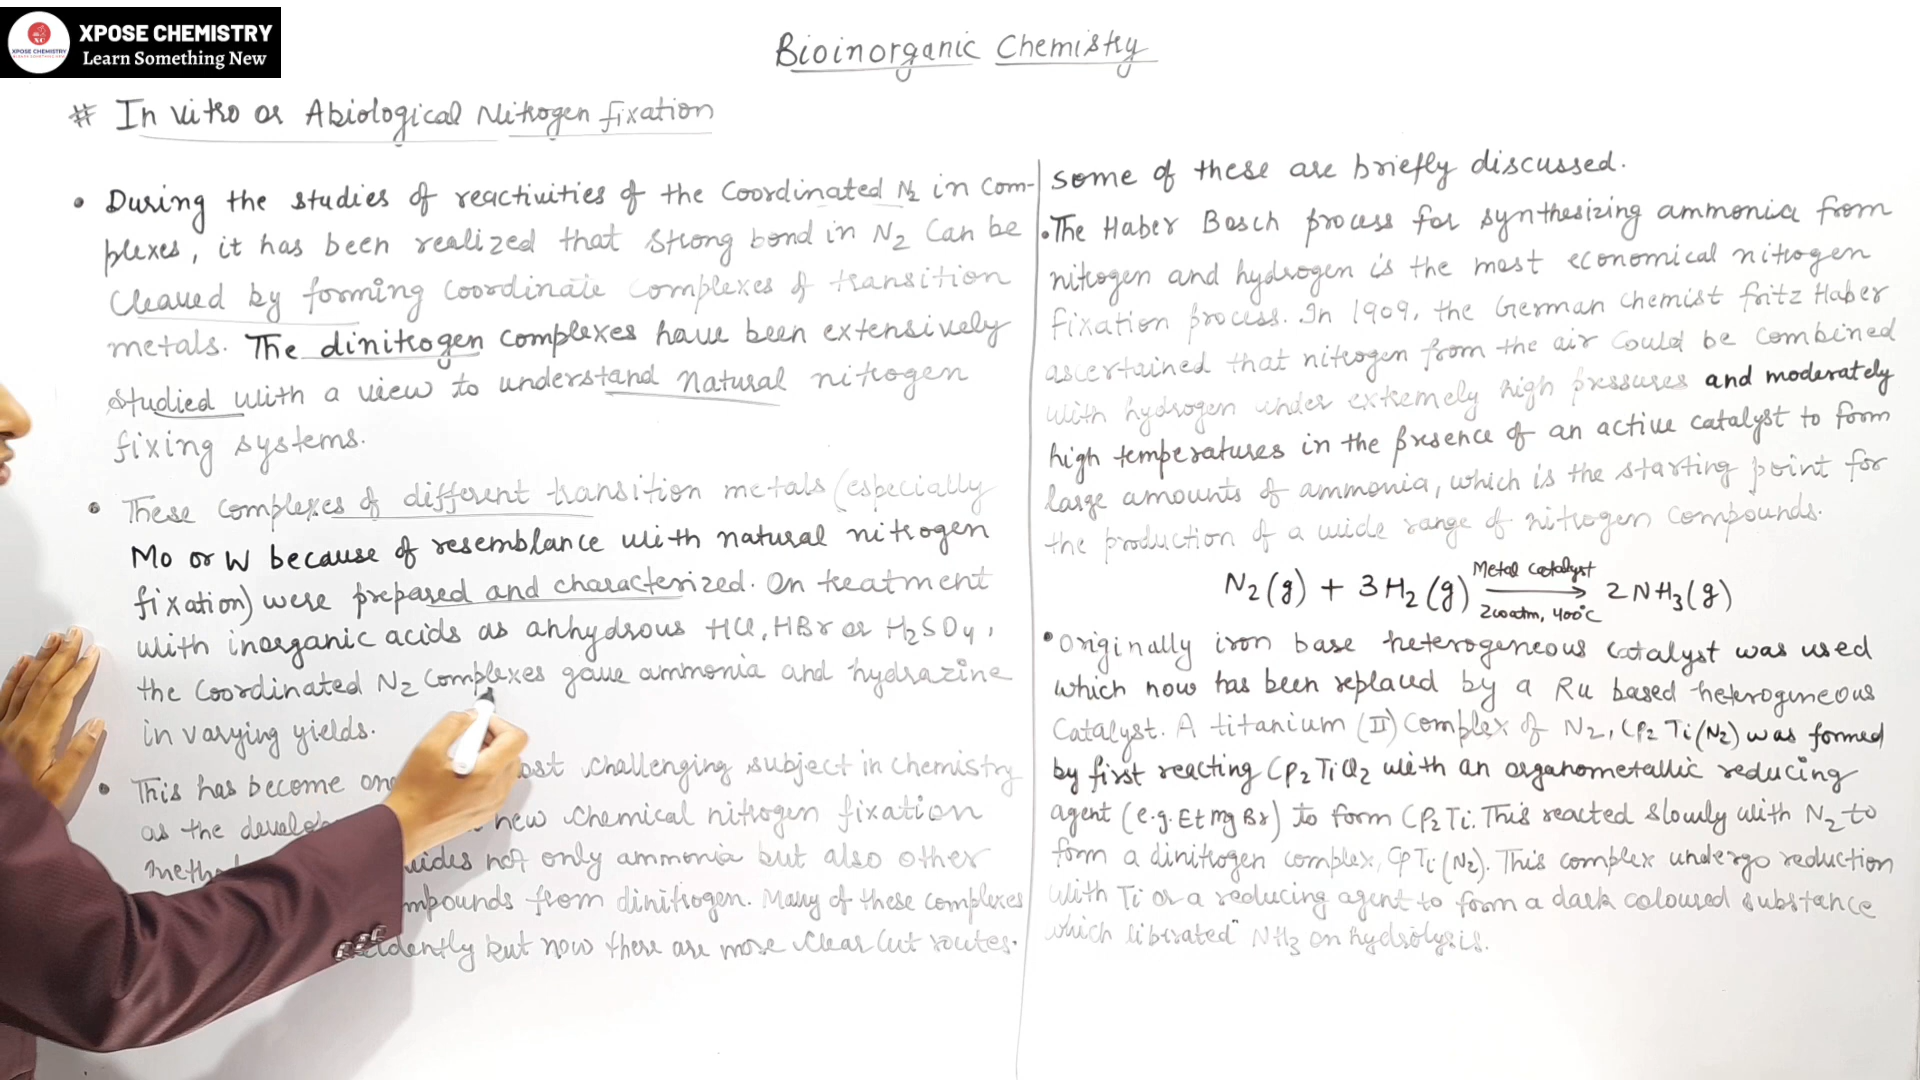 XPOSE CHEMISTRY
Learn Something New
XPOSE CHEMISTRY
Bioinorganic Chemistry
# In vitro or Abiological Nitrogen fixation
• During the studies of reactivities of the Coordinated N2 in Com-
plexes, it has been realized that strong bond in N2 Can be
Cleaved by forming Coordinate Complexes of transition
metals. The dinitrogen complexes have been extensively
studied with a view to understand Natural nitrogen
fixing systems.
• These Complexes of different transition metals (especially
Mo or W because of resemblance with natural nitrogen
fixation) were prepared and characterized. On treatment
with inorganic acids as anhydrous HCl, HBr or H2SO4,
the Coordinated N2 Complexes gave ammonia and hydrazine
in varying yields.
• This has become one ost challenging subject in Chemistry
as the develo new chemical nitrogen fixation
meth uides not only ammonia but also other
mpounds from dinitrogen. Many of these complexes
cidently but now there are more clear cut routes.
some of these are briefly discussed.
• The Haber Bosch process for synthesizing ammonia from
nitrogen and hydrogen is the most economical nitrogen
fixation process. In 1909, the German chemist fritz Haber
ascertained that nitrogen from the air Could be combined
with hydrogen under extremely high pressures and moderately
high temperatures in the presence of an active catalyst to form
large amounts of ammonia, which is the starting point for
the production of a wide range of nitrogen compounds.
N2(g) + 3H2(g) Metal Catalyst → 200atm, 400°C 2NH3(g)
• Originally iron base heterogeneous Catalyst was used
which now has been replaced by a Ru based heterogineous
Catalyst. A titanium (II) Complex of N2, CP2 Ti(N2) was formed
by first reacting CP2TiCl2 with an organometallic reducing
agent (e.g. EtMgBr) to form CP2Ti. This reacted slowly with N2 to
form a dinitrogen complex, CpTi(N2). This complex undergo reduction
with Ti or a reducing agent to form a dark coloured substance
which liberated NH3 on hydrolysis.